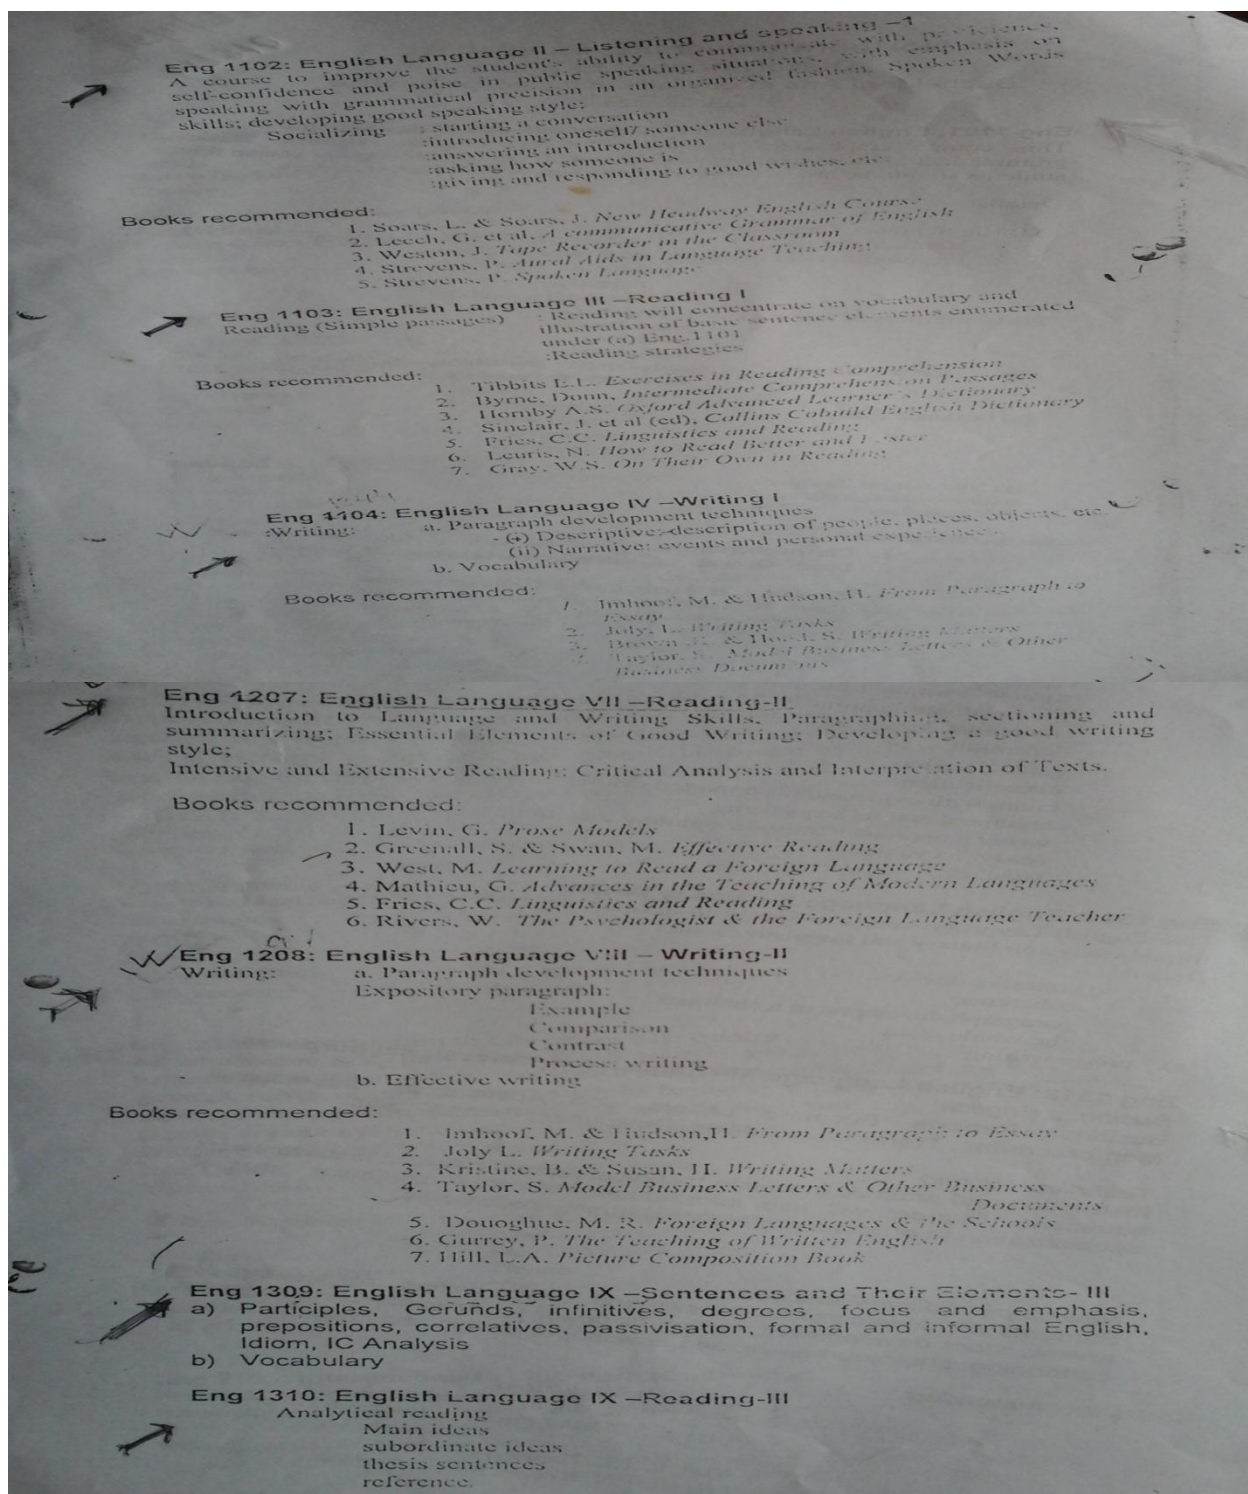 Eng 1102: English Language II – Listening and speaking –1
A course to improve the student's ability to communicate with proficiency,
self-confidence and poise in public speaking situations, with emphasis on
speaking with grammatical precision in an organized fashion. Spoken Words
skills; developing good speaking style:
Socializing : starting a conversation
:introducing oneself/ someone else
:answering an introduction
:asking how someone is
:giving and responding to good wishes, etc
Books recommended:
1. Soars, L. & Soars, J. New Headway English Course
2. Leech, G. et al, A communicative Grammar of English
3. Weston, J. Tape Recorder in the Classroom
4. Strevens, P. Aural Aids in Language Teaching
5. Strevens, P. Spoken Language
Eng 1103: English Language III –Reading I
Reading (Simple passages) : Reading will concentrate on vocabulary and
illustration of basic sentence elements enumerated
under (a) Eng.1101
:Reading strategies
Books recommended:
1. Tibbits E.L. Exercises in Reading Comprehension
2. Byrne, Donn, Intermediate Comprehension Passages
3. Hornby A.S. Oxford Advanced Learner's Dictionary
4. Sinclair, J. et al (ed), Collins Cobuild English Dictionary
5. Fries, C.C. Linguistics and Reading
6. Leuris, N. How to Read Better and Faster
7. Gray, W.S. On Their Own in Reading
Eng 1104: English Language IV –Writing I
:Writing: a. Paragraph development techniques
(i) Descriptive:-description of people, places, objects, etc.
(ii) Narrative: events and personal experience
b. Vocabulary
Books recommended:
1. Imhoof, M. & Hudson, H. From Paragraph to
Essay
2. Joly, L. Writing Tasks
3. Brown, K. & Hood, S. Writing Matters
4. Taylor, S. Model Business Letters & Other
Business Documents
Eng 1207: English Language VII –Reading-II
Introduction to Language and Writing Skills, Paragraphing, sectioning and
summarizing; Essential Elements of Good Writing; Developing a good writing
style;
Intensive and Extensive Reading: Critical Analysis and Interpretation of Texts.
Books recommended:
1. Levin, G. Prose Models
2. Greenall, S. & Swan, M. Effective Reading
3. West, M. Learning to Read a Foreign Language
4. Mathieu, G. Advances in the Teaching of Modern Languages
5. Fries, C.C. Linguistics and Reading
6. Rivers, W. The Psychologist & the Foreign Language Teacher
Eng 1208: English Language VIII – Writing-II
Writing: a. Paragraph development techniques
Expository paragraph:
Example
Comparison
Contrast
Process writing
b. Effective writing
Books recommended:
1. Imhoof, M. & Hudson,H. From Paragraph to Essay
2. Joly L. Writing Tasks
3. Kristine, B. & Susan, H. Writing Matters
4. Taylor, S. Model Business Letters & Other Business
Documents
5. Douoghue, M. R. Foreign Languages & the Schools
6. Gurrey, P. The Teaching of Written English
7. Hill, L.A. Picture Composition Book
Eng 1309: English Language IX –Sentences and Their Elements- III
a) Participles, Gerunds, infinitives, degrees, focus and emphasis,
prepositions, correlatives, passivisation, formal and informal English,
Idiom, IC Analysis
b) Vocabulary
Eng 1310: English Language IX –Reading-III
Analytical reading
Main ideas
subordinate ideas
thesis sentences
reference.